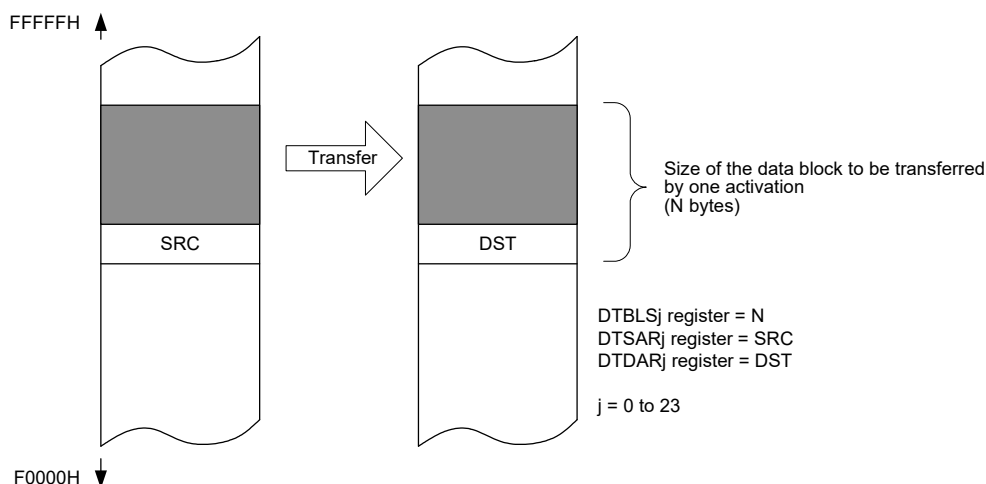 FFFFFH
Transfer
SRC
DST
Size of the data block to be transferred
by one activation
(N bytes)
DTBLSj register = N
DTSARj register = SRC
DTDARj register = DST
j = 0 to 23
F0000H